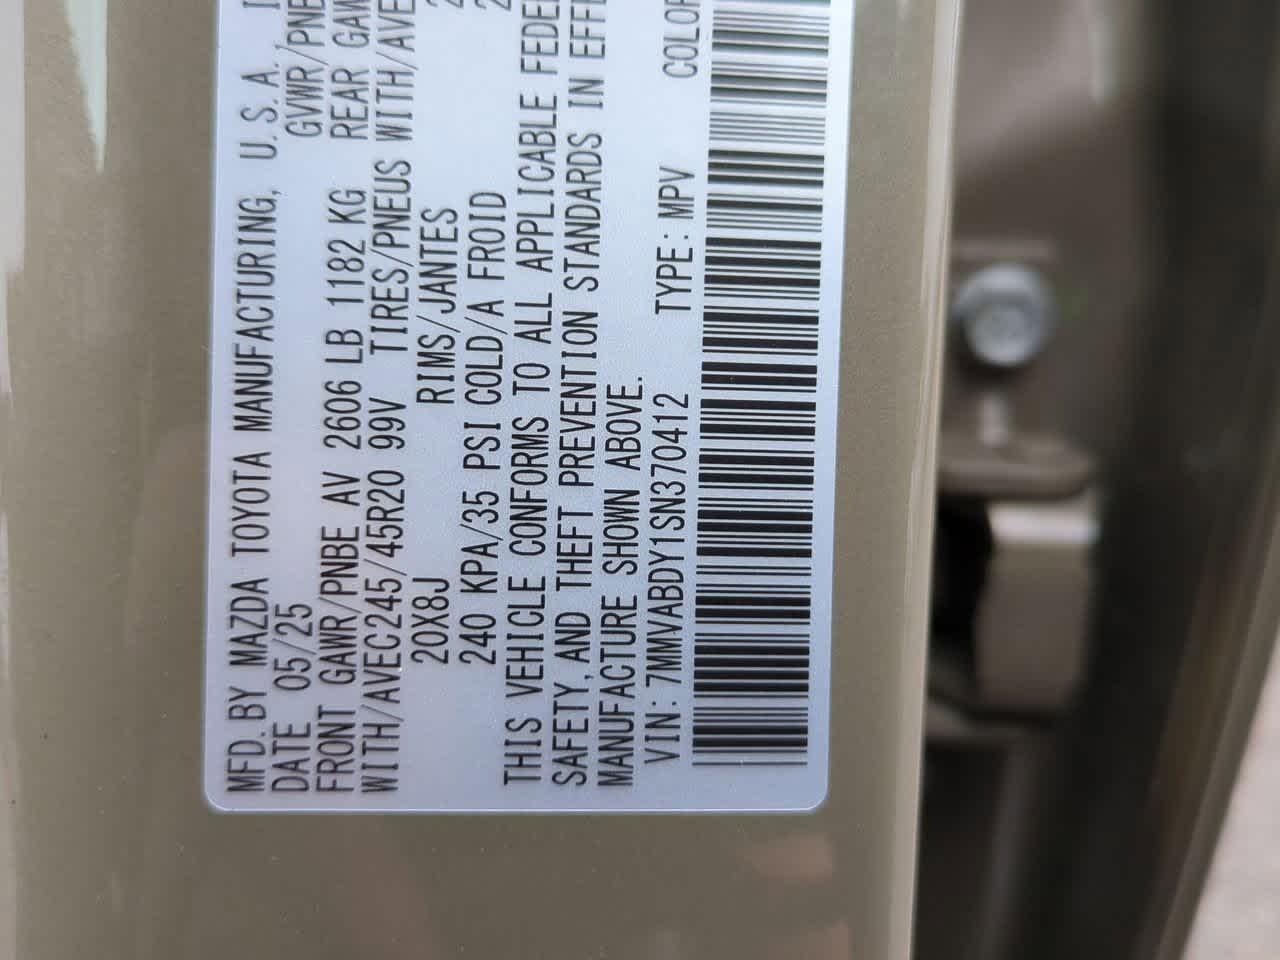 MFD. BY MAZDA TOYOTA MANUFACTURING, U. S. A.,
DATE 05/25 GVWR/PNB
FRONT GAWR/PNBE AV 2606 LB 1182 KG REAR GAW
WITH/AVEC245/45R20 99V TIRES/PNEUS WITH/AVE
20X8J RIMS/JANTES 2
240 KPA/35 PSI COLD/A FROID 2
THIS VEHICLE CONFORMS TO ALL APPLICABLE FEDE
SAFETY, AND THEFT PREVENTION STANDARDS IN EFF
MANUFACTURE SHOWN ABOVE.
VIN: 7MMVABDY1SN370412 TYPE: MPV COLOR